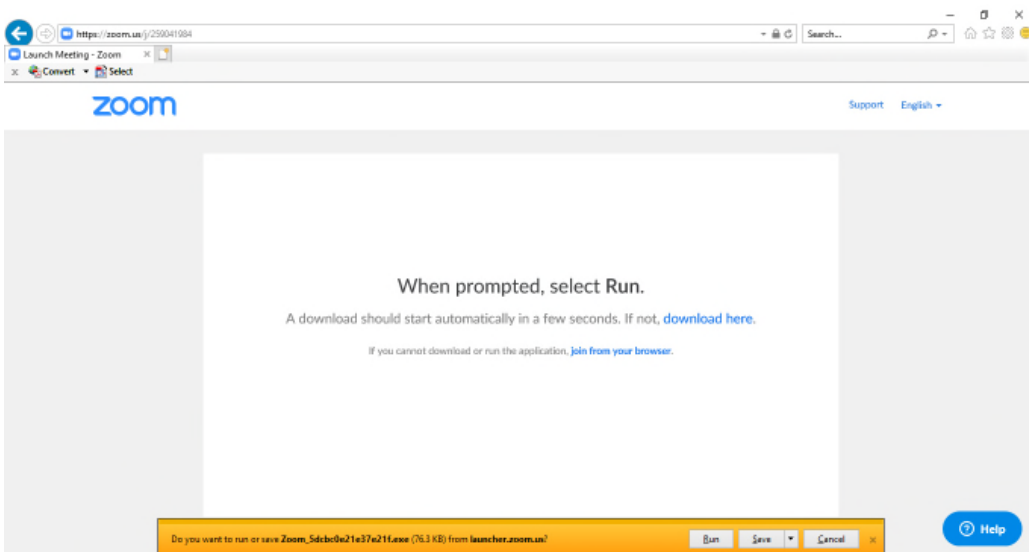 https://zoom.us/j/259041984
Search...
Launch Meeting - Zoom
x Convert Select
zoom
Support English
When prompted, select Run.
A download should start automatically in a few seconds. If not, download here.
If you cannot download or run the application, join from your browser.
Help
Do you want to run or save Zoom_5dcbc0e21e37e21f.exe (76.3 KB) from launcher.zoom.us?
Run Save Cancel x